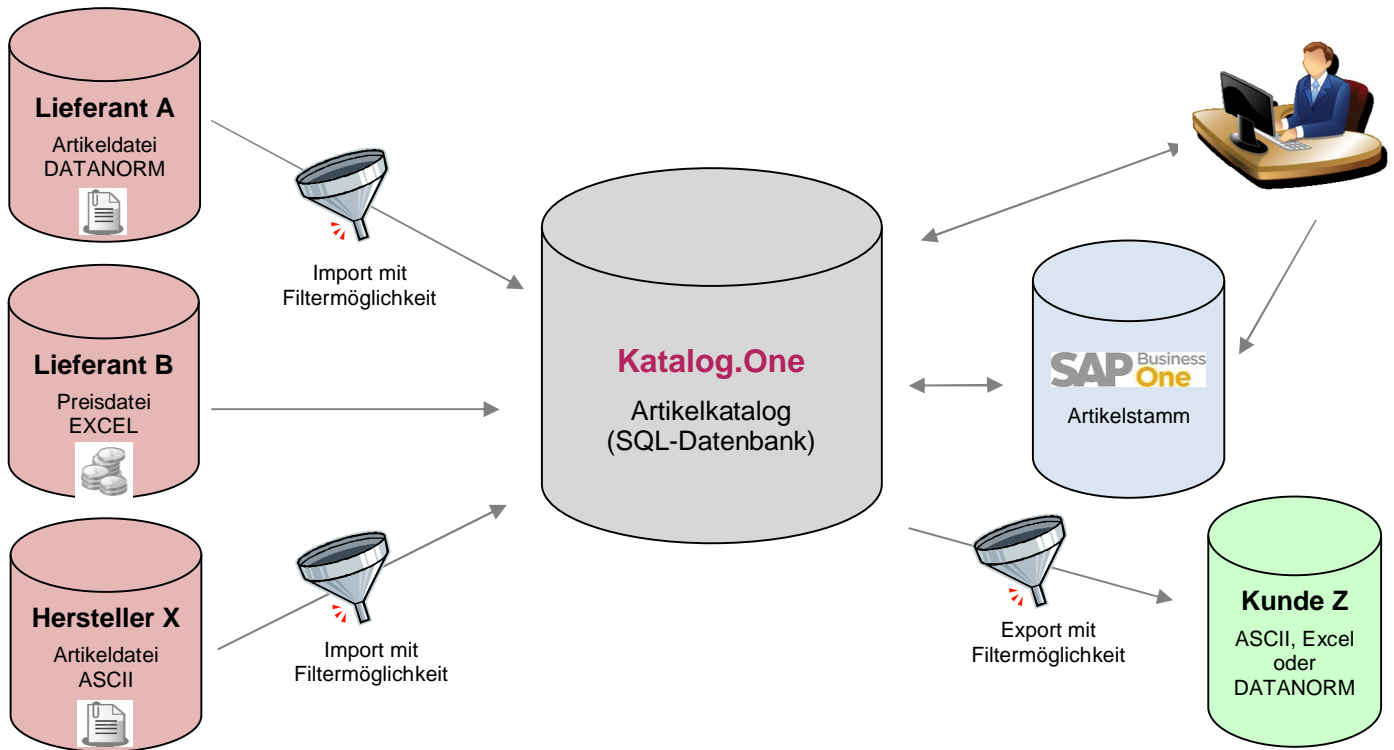 Lieferant A
Artikeldatei
DATANORM
Import mit
Filtermöglichkeit
Lieferant B
Preisdatei
EXCEL
Hersteller X
Artikeldatei
ASCII
Import mit
Filtermöglichkeit
Katalog.One
Artikelkatalog
(SQL-Datenbank)
SAP Business
One
Artikelstamm
Export mit
Filtermöglichkeit
Kunde Z
ASCII, Excel
oder
DATANORM